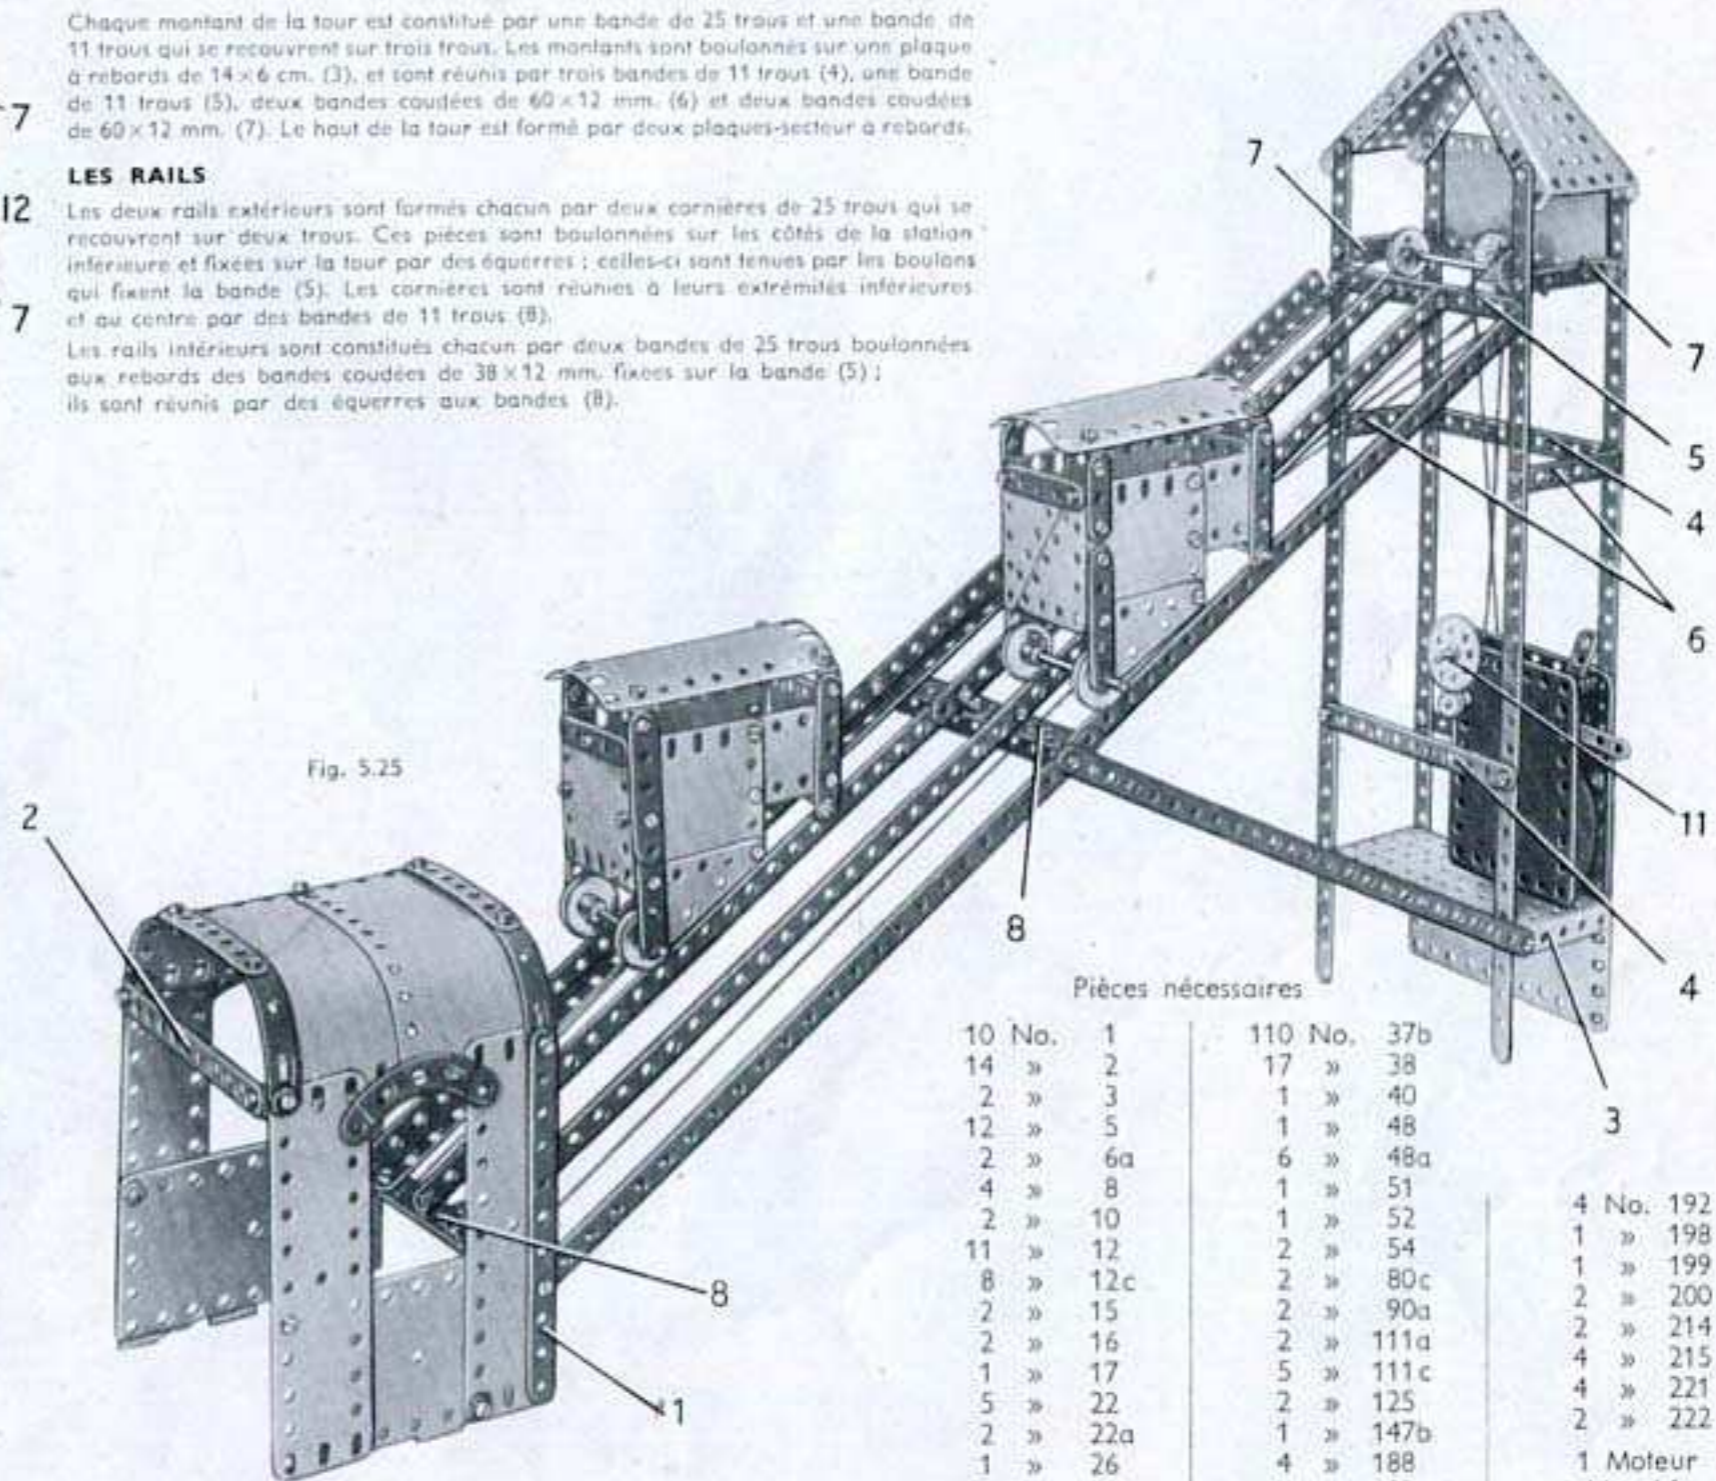 Chaque montant de la tour est constitué par une bande de 25 trous et une bande de
11 trous qui se recouvrent sur trois trous. Les montants sont boulonnés sur une plaque
à rebords de 14×6 cm. (3), et sont réunis par trois bandes de 11 trous (4), une bande
de 11 trous (5), deux bandes coudées de 60×12 mm. (6) et deux bandes coudées
de 60×12 mm. (7). Le haut de la tour est formé par deux plaques-secteur à rebords.
7
LES RAILS
12
Les deux rails extérieurs sont formés chacun par deux cornières de 25 trous qui se
recouvrent sur deux trous. Ces pièces sont boulonnées sur les côtés de la station
inférieure et fixées sur la tour par des équerres ; celles-ci sont tenues par les boulons
qui fixent la bande (5). Les cornières sont réunies à leurs extrémités inférieures
7
et au centre par des bandes de 11 trous (8).
Les rails intérieurs sont constitués chacun par deux bandes de 25 trous boulonnées
aux rebords des bandes coudées de 38×12 mm. fixées sur la bande (5) ;
ils sont réunis par des équerres aux bandes (8).
7
7
5
4
6
Fig. 5.25
2
11
8
4
3
8
1
Pièces nécessaires
10 No. 1
14 » 2
2 » 3
12 » 5
2 » 6a
4 » 8
2 » 10
11 » 12
8 » 12c
2 » 15
2 » 16
1 » 17
5 » 22
2 » 22a
1 » 26
110 No. 37b
17 » 38
1 » 40
1 » 48
6 » 48a
1 » 51
1 » 52
2 » 54
2 » 80c
2 » 90a
2 » 111a
5 » 111c
2 » 125
1 » 147b
4 » 188
4 No. 192
1 » 198
1 » 199
2 » 200
2 » 214
4 » 215
4 » 221
2 » 222
1 Moteur